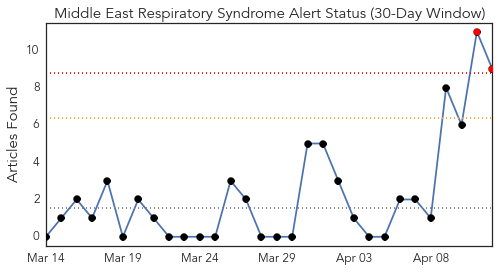 Middle East Respiratory Syndrome Alert Status (30-Day Window)
Articles Found
10
8
6
4
2
0
Mar 14 Mar 19 Mar 24 Mar 29 Apr 03 Apr 08